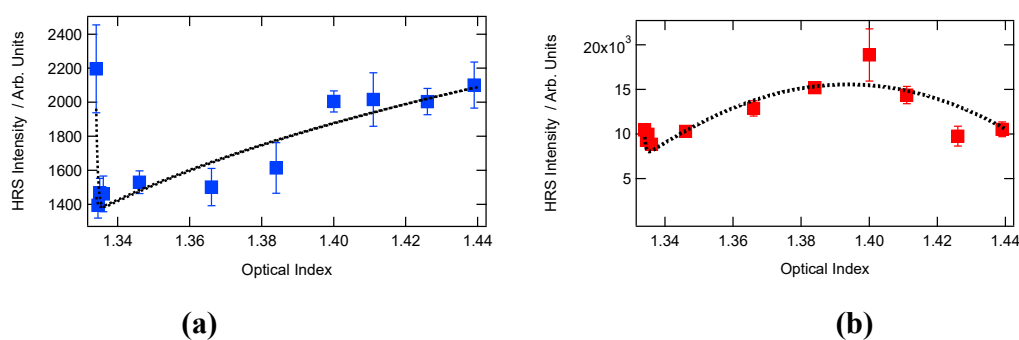 HRS Intensity / Arb. Units
2400
2200
2000
1800
1600
1400
1.34 1.36 1.38 1.40 1.42 1.44
Optical Index
(a)
HRS Intensity / Arb. Units
20x10³
15
10
5
1.34 1.36 1.38 1.40 1.42 1.44
Optical Index
(b)